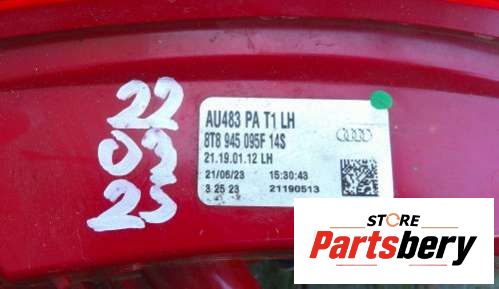 22
03
25
AU483 PA T1 LH
8T8 945 095F 14S
21.19.01.12 LH
21/06/23 15:30:43
3 25 23 21190513
STORE
Partsbery